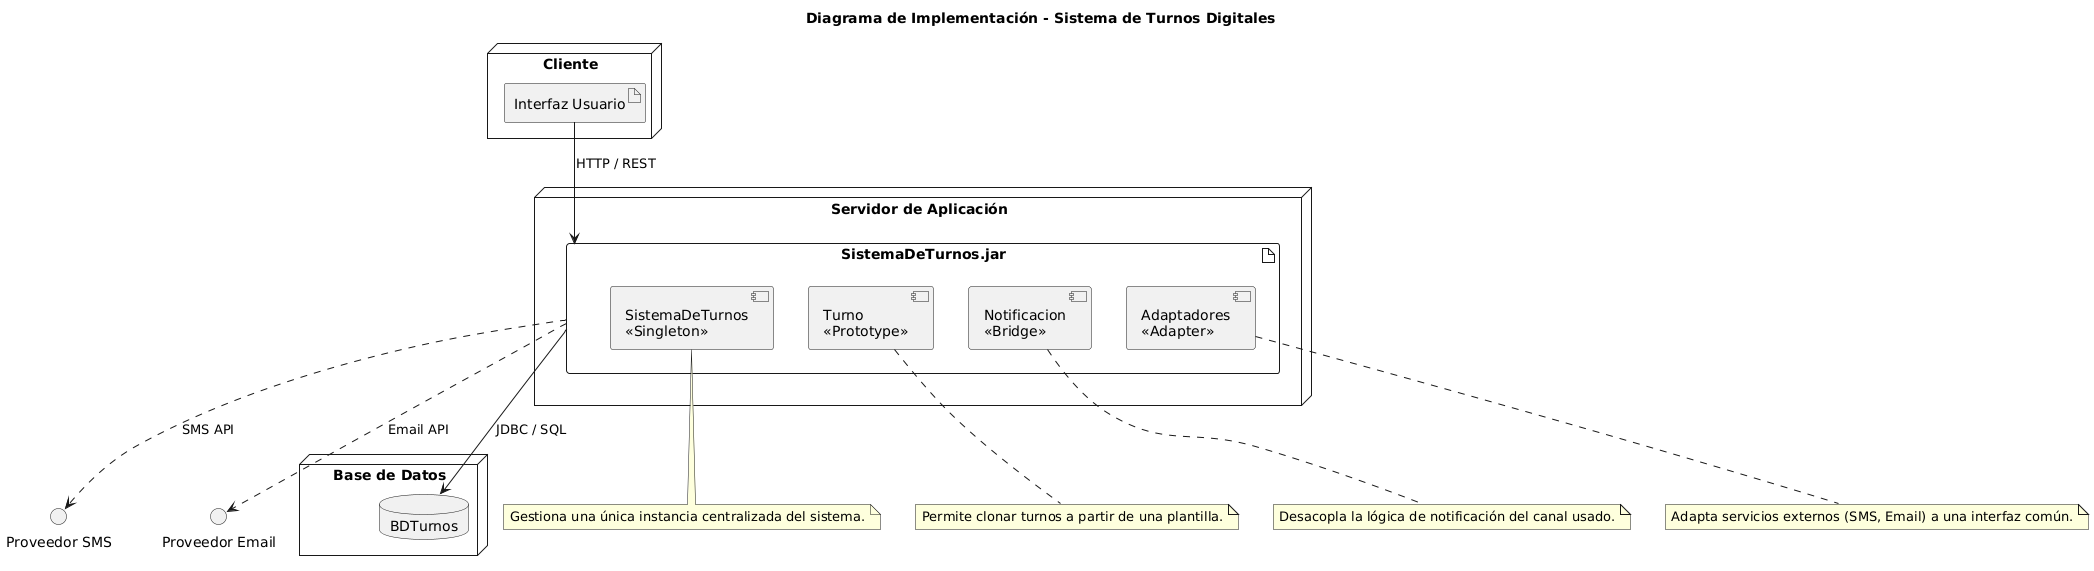 Diagrama de Implementación - Sistema de Turnos Digitales
Cliente
Interfaz Usuario
HTTP / REST
Servidor de Aplicación
SistemaDeTurnos.jar
SistemaDeTurnos
«Singleton»
Turno
«Prototype»
Notificacion
«Bridge»
Adaptadores
«Adapter»
SMS API
Email API
JDBC / SQL
Base de Datos
BDTurnos
Proveedor SMS
Proveedor Email
Gestiona una única instancia centralizada del sistema.
Permite clonar turnos a partir de una plantilla.
Desacopla la lógica de notificación del canal usado.
Adapta servicios externos (SMS, Email) a una interfaz común.